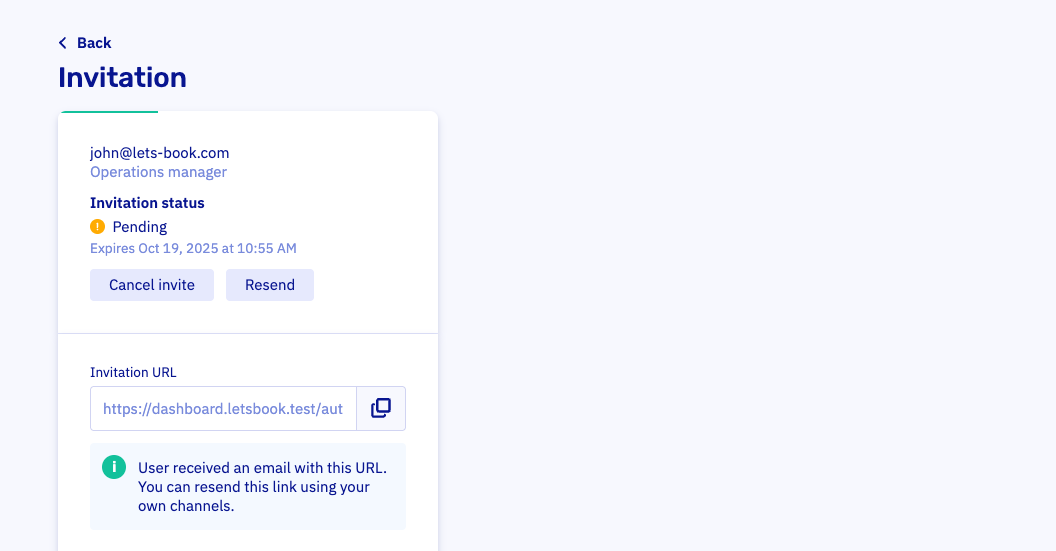 Back
Invitation
john@lets-book.com
Operations manager
Invitation status
Pending
Expires Oct 19, 2025 at 10:55 AM
Cancel invite Resend
Invitation URL
https://dashboard.letsbook.test/aut
User received an email with this URL.
You can resend this link using your
own channels.